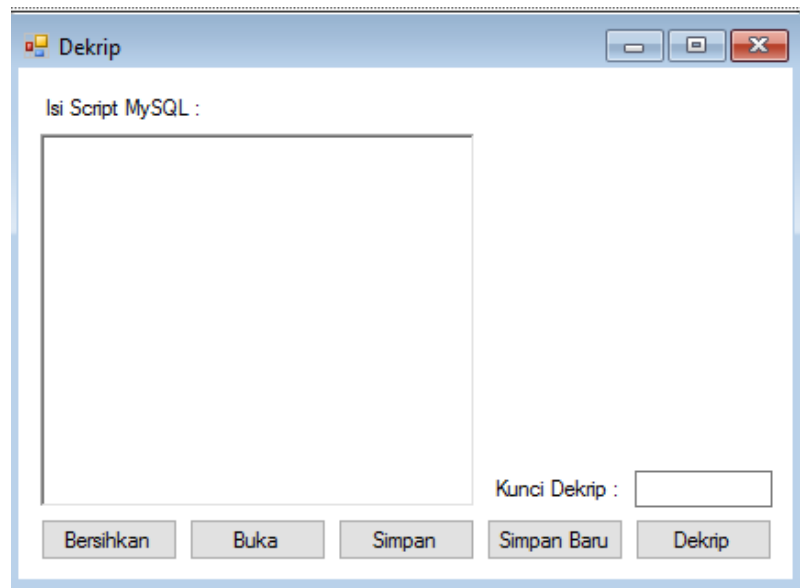 Dekrip
Isi Script MySQL :
Kunci Dekrip :
Bersihkan Buka Simpan Simpan Baru Dekrip